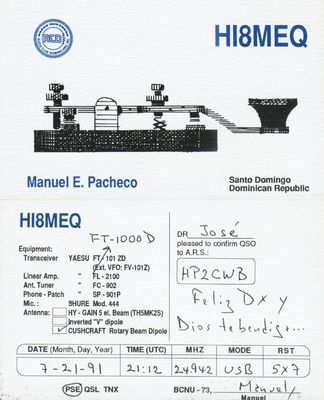 RCD
HI8MEQ
Manuel E. Pacheco
Santo Domingo
Dominican Republic
HI8MEQ
FT-1000D
Equipment:
Transceiver YAESU FT-101 ZD
(Ext. VFO: FV-101Z)
Linear Amp. FL - 2100
Ant. Tuner FC - 902
Phone - Patch SP - 901P
Mic.: SHURE Mod. 444
Antenna: HY - GAIN 5 el. Beam (TH5MK2S)
Inverted "V" dipole
CUSHCRAFT Rotary Beam Dipole
DR José
pleased to confirm QSO
to A.R.S.:
HP2CWB
Feliz Dx y
Dios te bendiga...
DATE (Month, Day, Year) TIME (UTC) MHZ MODE RST
7-21-91 21:12 24.942 USB 5x7
PSE QSL TNX BCNU - 73, Manuel
Manuel